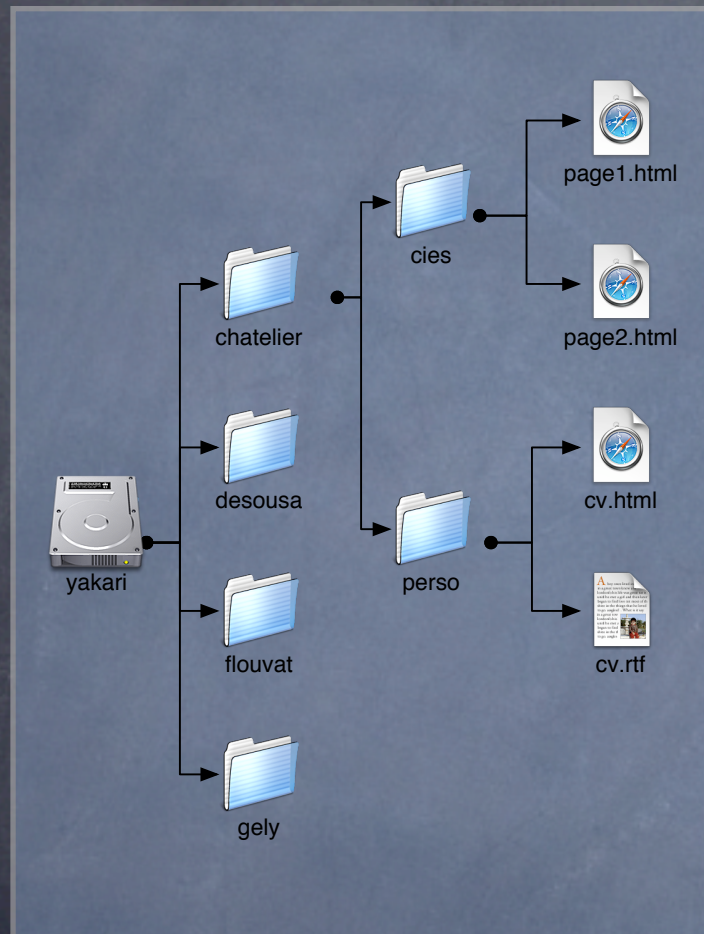 page1.html
cies
chatelier
page2.html
desousa
cv.html
yakari
perso
flouvat
cv.rtf
gely